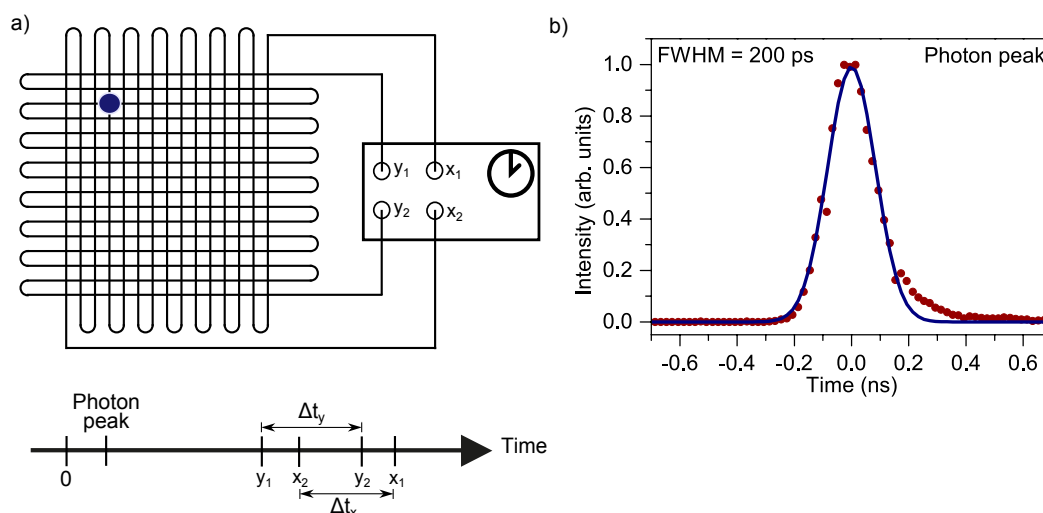 a)
y₁
x₁
y₂
x₂
Photon
peak
Δt_y
Time
0
y₁
x₂
y₂
x₁
Δt_x
b)
FWHM = 200 ps
Photon peak
Intensity (arb. units)
1.0
0.8
0.6
0.4
0.2
0.0
-0.6
-0.4
-0.2
0.0
0.2
0.4
0.6
Time (ns)